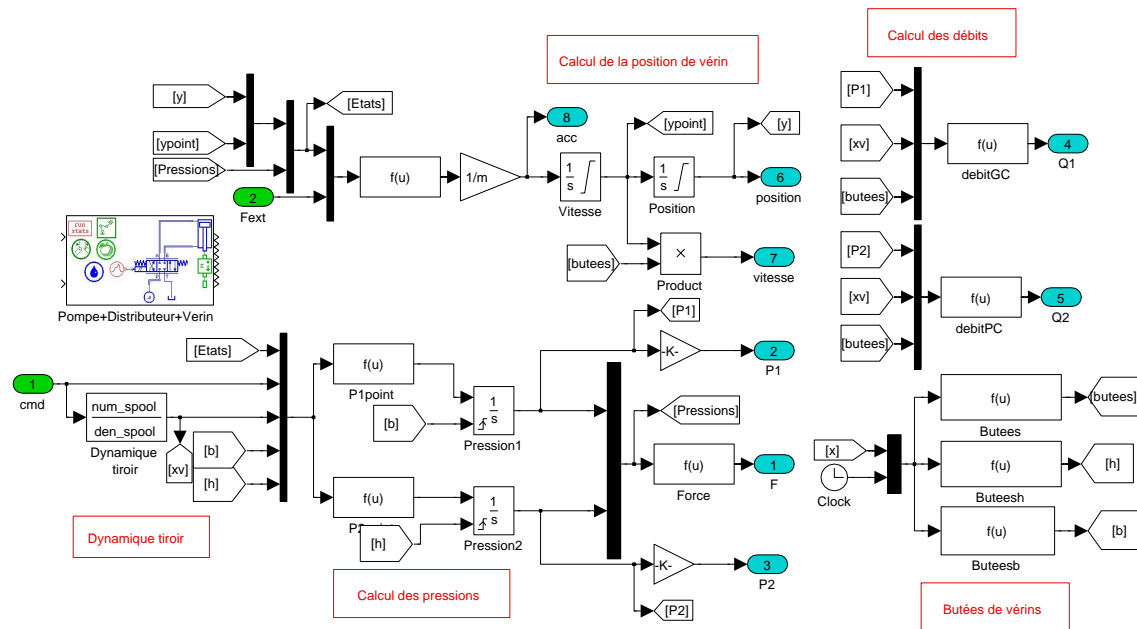 Calcul des débits
Calcul de la position de vérin
[y]
[Etats]
[ypoint]
[Pressions]
2
Fext
f(u)
1/m
8
acc
1
s
Vitesse
[ypoint]
1
s
Position
[y]
6
position
[butees]
×
Product
7
vitesse
[P1]
[xv]
[butees]
f(u)
debitGC
4
Q1
[P2]
[xv]
[butees]
f(u)
debitPC
5
Q2
run
stats
Pompe+Distributeur+Verin
[Etats]
1
cmd
num_spool
den_spool
Dynamique
tiroir
[xv]
[b]
[h]
f(u)
P1point
[b]
1
s
Pression1
[P1]
-K-
2
P1
f(u)
[h]
1
s
Pression2
[Pressions]
f(u)
Force
1
F
-K-
3
P2
[P2]
[x]
Clock
f(u)
Butees
[butees]
f(u)
Buteesh
[h]
f(u)
Buteesb
[b]
Dynamique tiroir
Calcul des pressions
Butées de vérins